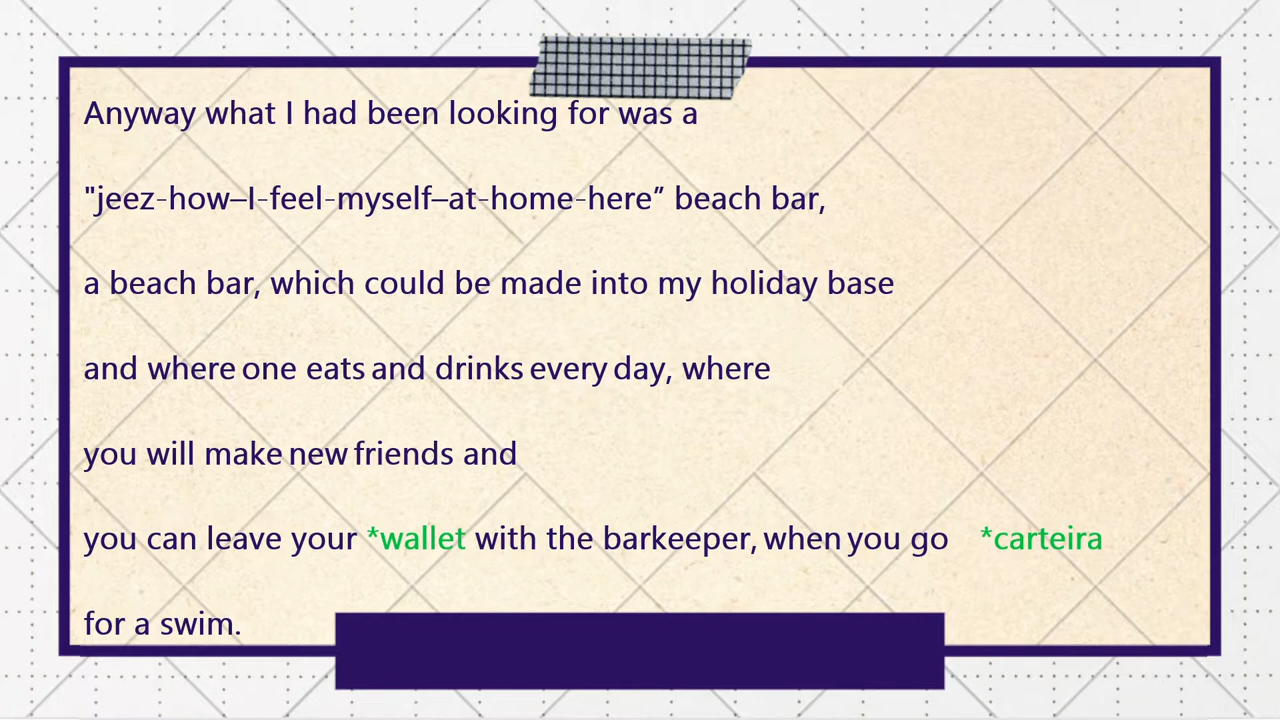 Anyway what I had been looking for was a
"jeez-how–I-feel-myself–at-home-here” beach bar,
a beach bar, which could be made into my holiday base
and where one eats and drinks every day, where
you will make new friends and
you can leave your *wallet with the barkeeper, when you go *carteira
for a swim.